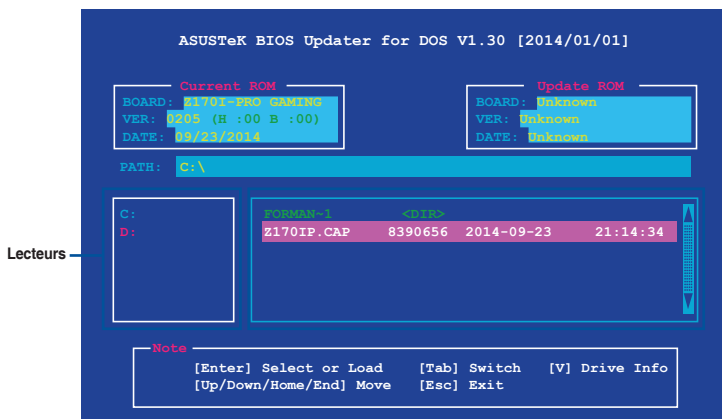 ASUSTeK BIOS Updater for DOS V1.30 [2014/01/01]
Current ROM
BOARD: Z170I-PRO GAMING
VER: 0205 (H :00 B :00)
DATE: 09/23/2014
Update ROM
BOARD: Unknown
VER: Unknown
DATE: Unknown
PATH: C:\
C:
D:
FORMAN~1 <DIR>
Z170IP.CAP 8390656 2014-09-23 21:14:34
Lecteurs
Note
[Enter] Select or Load [Tab] Switch [V] Drive Info
[Up/Down/Home/End] Move [Esc] Exit